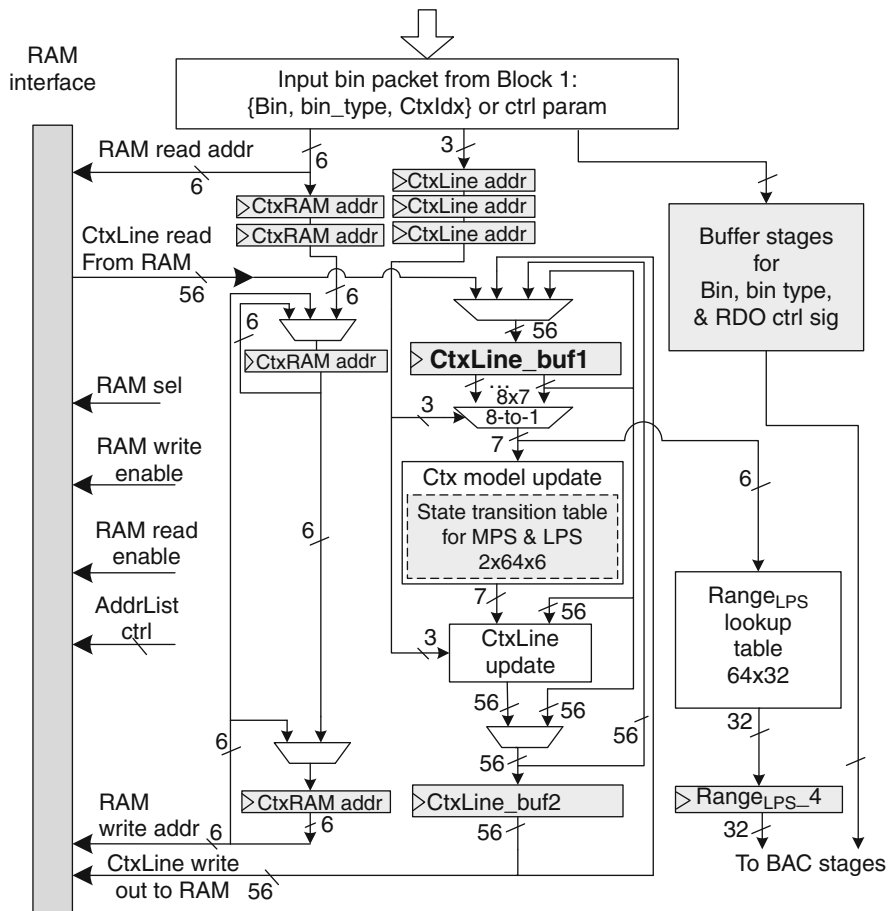 RAM
interface
Input bin packet from Block 1:
{Bin, bin_type, CtxIdx} or ctrl param
RAM read addr
6
6
3
CtxLine addr
CtxRAM addr
CtxLine addr
CtxRAM addr
CtxLine addr
CtxLine read
From RAM
56
6
6
Buffer stages
for
Bin, bin type,
& RDO ctrl sig
56
CtxRAM addr
CtxLine_buf1
...
8x7
RAM sel
3
8-to-1
7
RAM write
enable
Ctx model update
State transition table
for MPS & LPS
2x64x6
6
6
RAM read
enable
7
56
AddrList
ctrl
3
CtxLine
update
RangeLPS
lookup
table
64x32
56
56
56
6
32
56
CtxRAM addr
CtxLine_buf2
RangeLPS_4
RAM
write addr
6
6
56
32
To BAC stages
CtxLine write
out to RAM
56